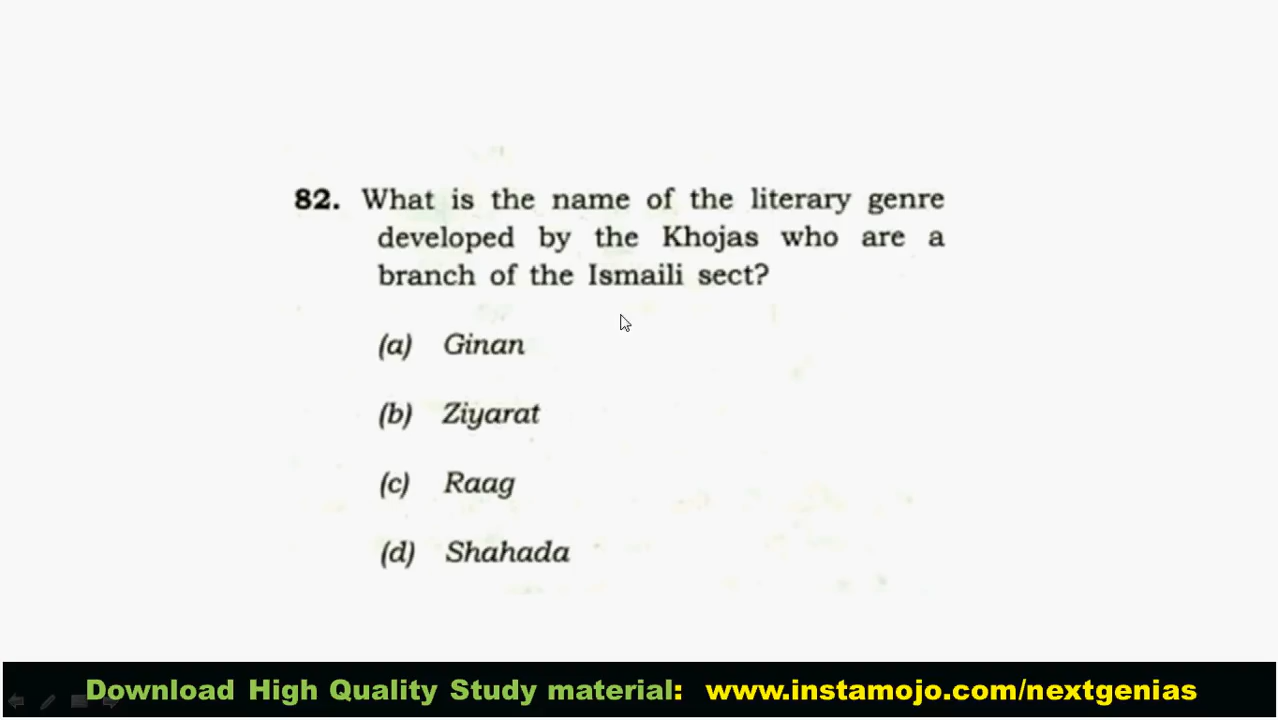 82. What is the name of the literary genre
developed by the Khojas who are a
branch of the Ismaili sect?
(a) Ginan
(b) Ziyarat
(c) Raag
(d) Shahada
Download High Quality Study material: www.instamojo.com/nextgenias